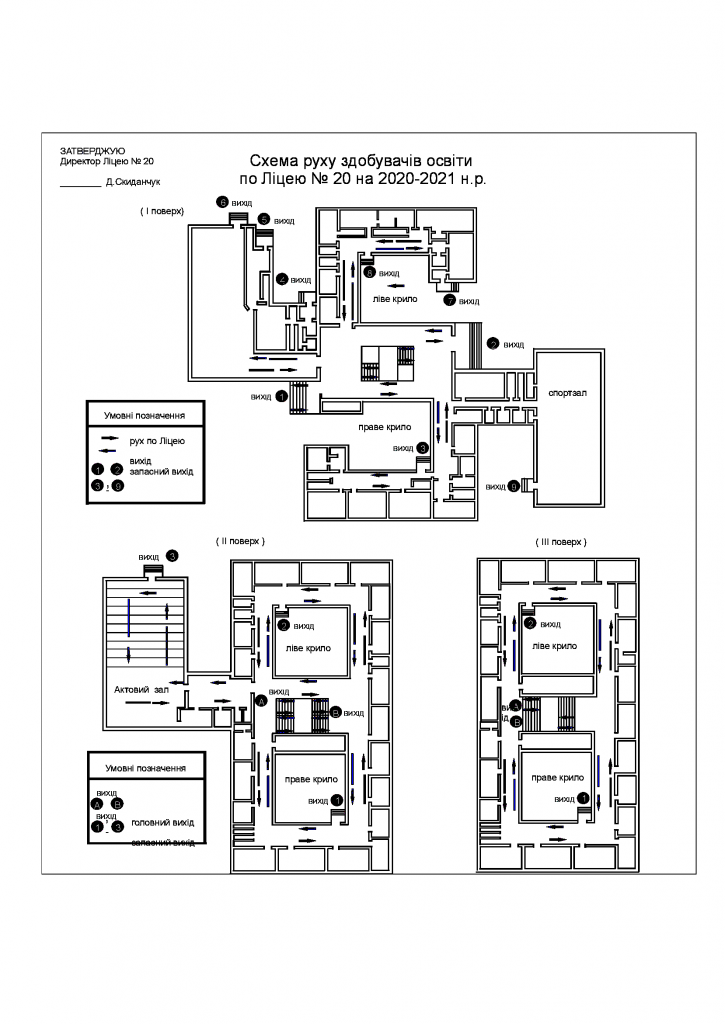 ЗАТВЕРДЖУЮ
Директор Ліцею № 20
________ Д.Скиданчук
Схема руху здобувачів освіти
по Ліцею № 20 на 2020-2021 н.р.
( І поверх)
6 вихід
5 вихід
4 вихід
8 вихід
ліве крило
7 вихід
2 вихід
спортзал
вихід 1
праве крило
вихід 3
вихід 9
Умовні позначення
рух по Ліцею
вихід
1 2 запасний вихід
3 - 9
( ІІ поверх )
вихід 3
2 вихід
ліве крило
Актовий зал
вихід
A
B вихід
праве крило
вихід 1
Умовні позначення
вихід
A B
вихід
1 - 3 головний вихід
запасний вихід
( ІІІ поверх )
2 вихід
ліве крило
вихід
A
B
праве крило
вихід 1